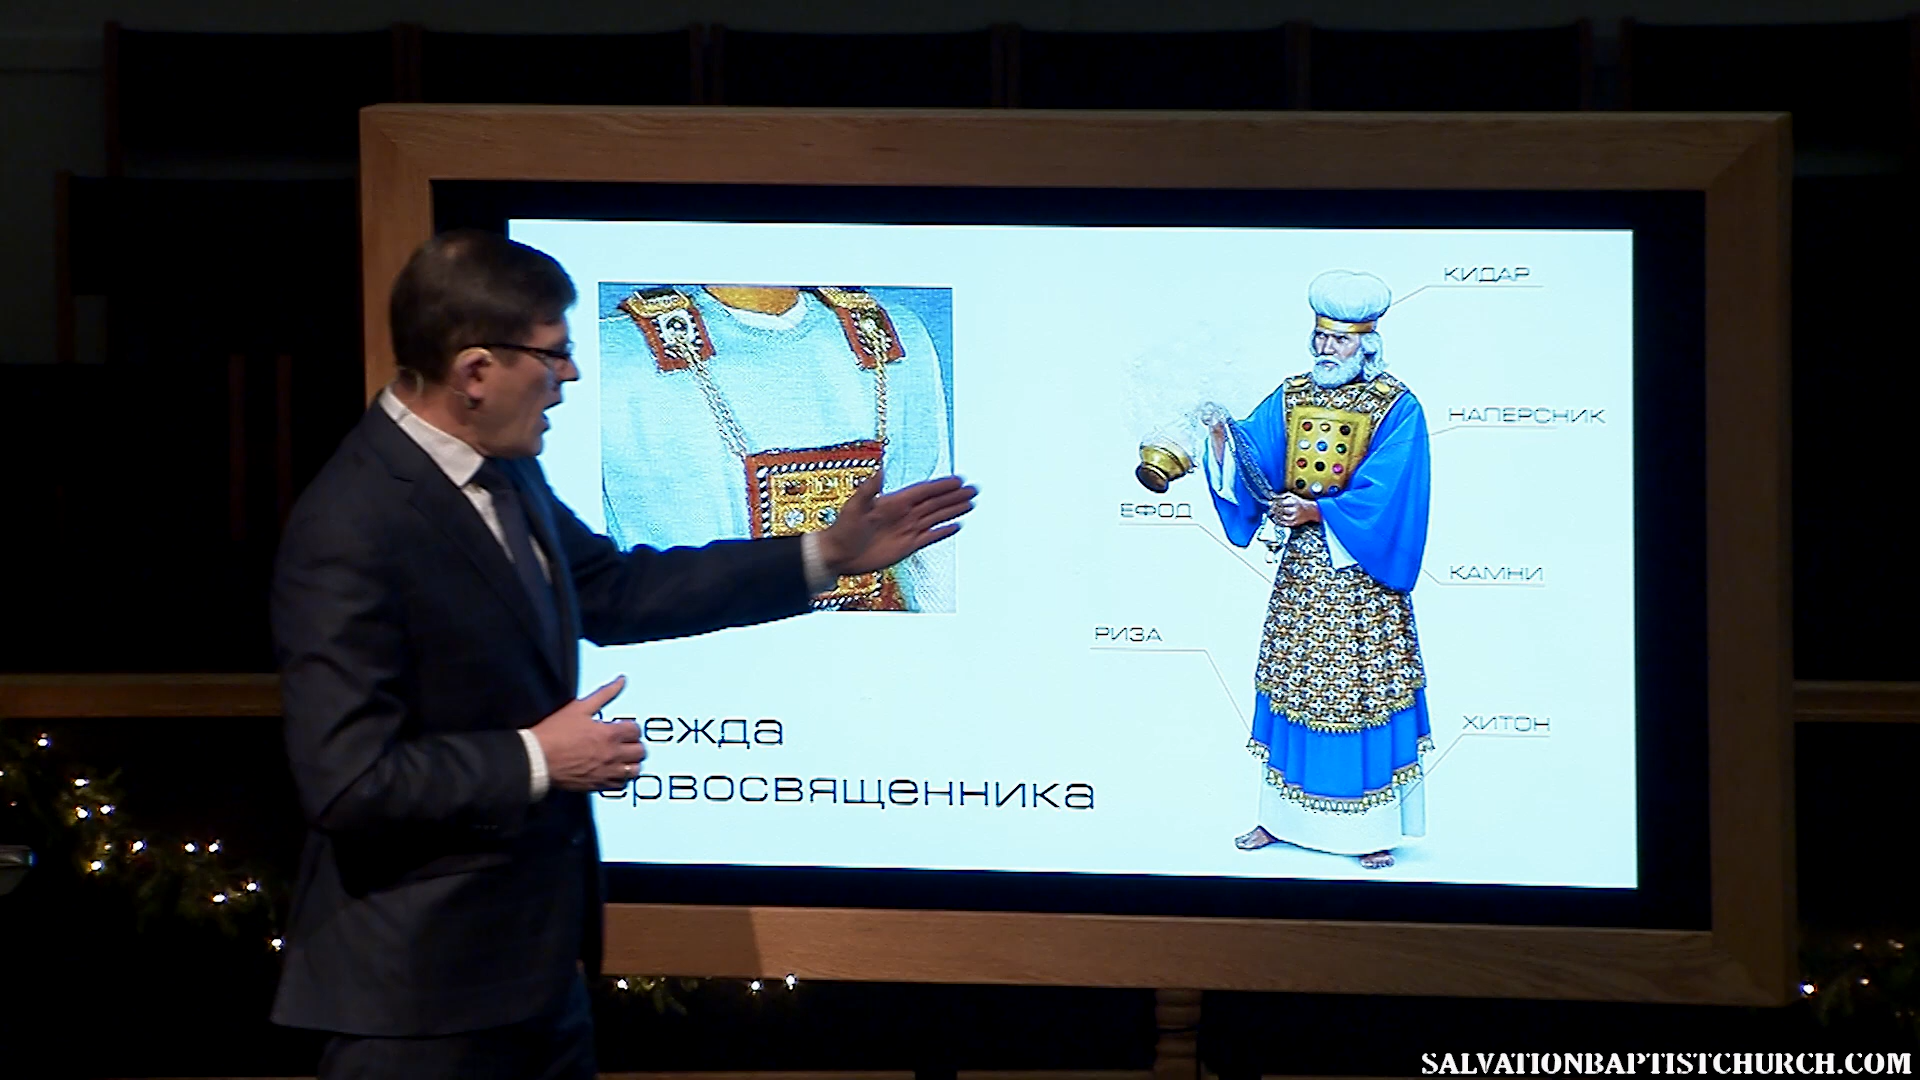 КИДАР
НАПЕРСНИК
ЕФОД
КАМНИ
РИЗА
ХИТОН
дежда
ервосвященника
SALVATIONBAPTISTCHURCH.COM